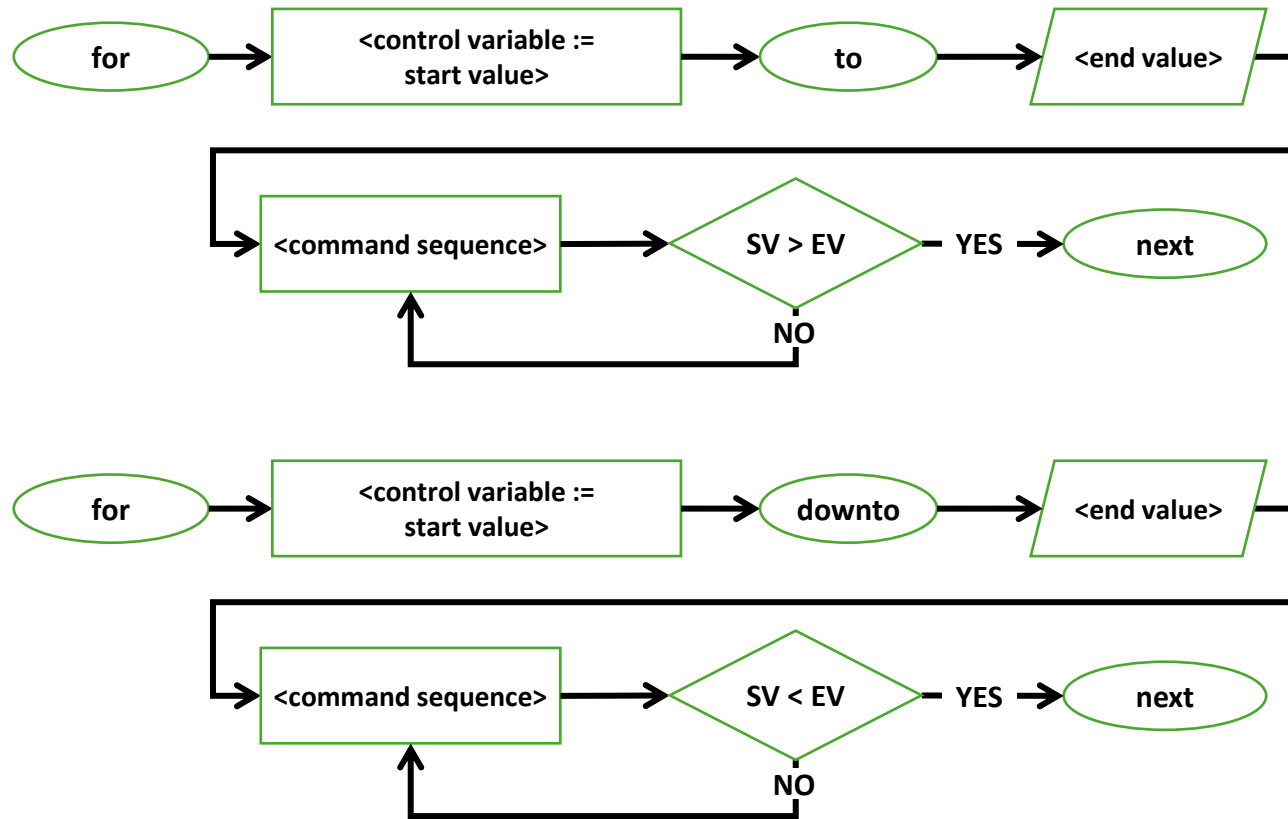 for
<control variable :=
start value>
to
<end value>
<command sequence>
SV > EV
YES
next
NO
for
<control variable :=
start value>
downto
<end value>
<command sequence>
SV < EV
YES
next
NO